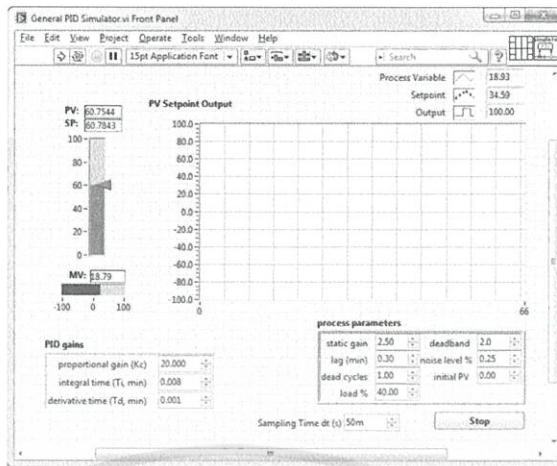 General PID Simulator.vi Front Panel
File Edit View Project Operate Tools Window Help
15pt Application Font Search ?
Process Variable 18.93
Setpoint 34.59
Output 100.00
PV: 60.7544
SP: 60.7843
100
80
60
40
20
0
MV: 18.79
-100 0 100
PV Setpoint Output
100.0
80.0
60.0
40.0
20.0
0.0
-20.0
-40.0
-60.0
-80.0
-100.0
0 66
PID gains
proportional gain (Kc) 20.000
integral time (Ti, min) 0.008
derivative time (Td, min) 0.001
process parameters
static gain 2.50 deadband 2.0
lag (min) 0.30 noise level % 0.25
dead cycles 1.00 initial PV 0.00
load % 40.00
Sampling Time dt (s) 50m Stop